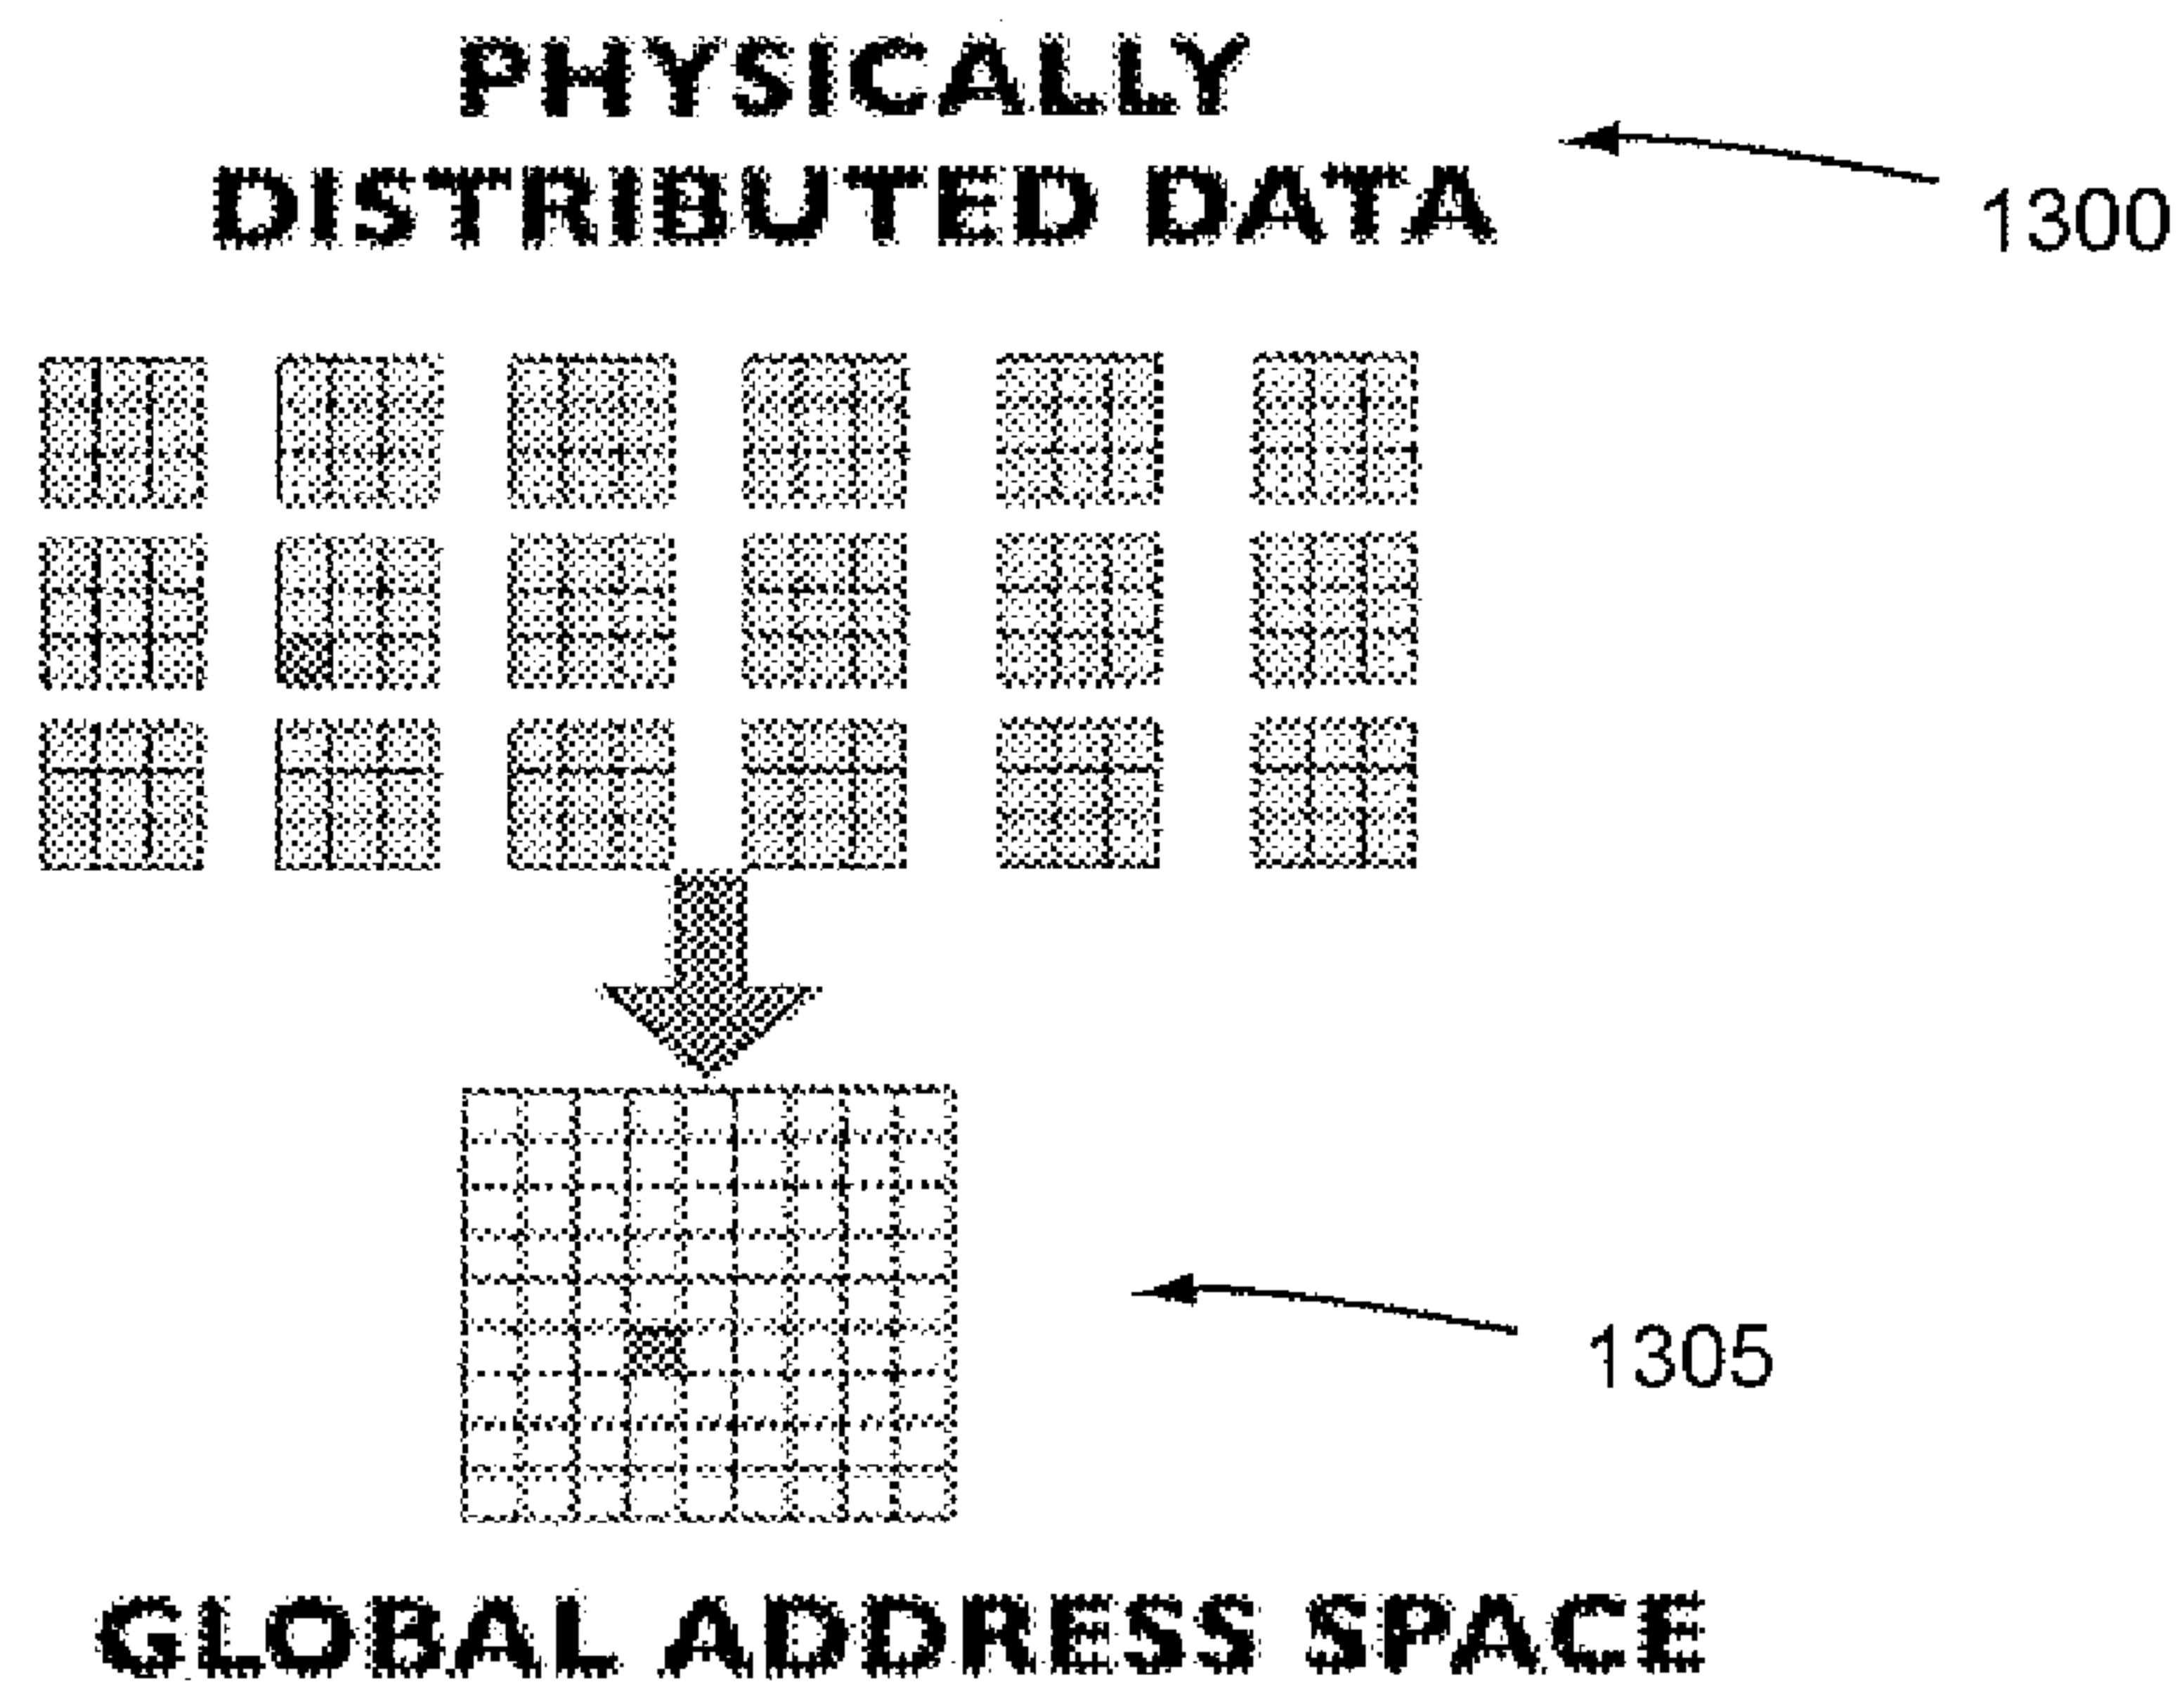 PHYSICALLY
DISTRIBUTED DATA
1300
1305
GLOBAL ADDRESS SPACE